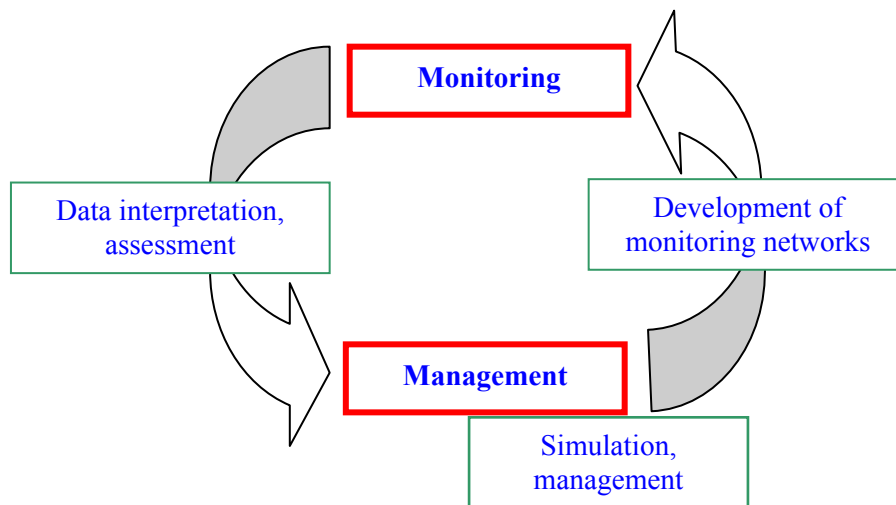 Monitoring
Data interpretation,
assessment
Development of
monitoring networks
Management
Simulation,
management